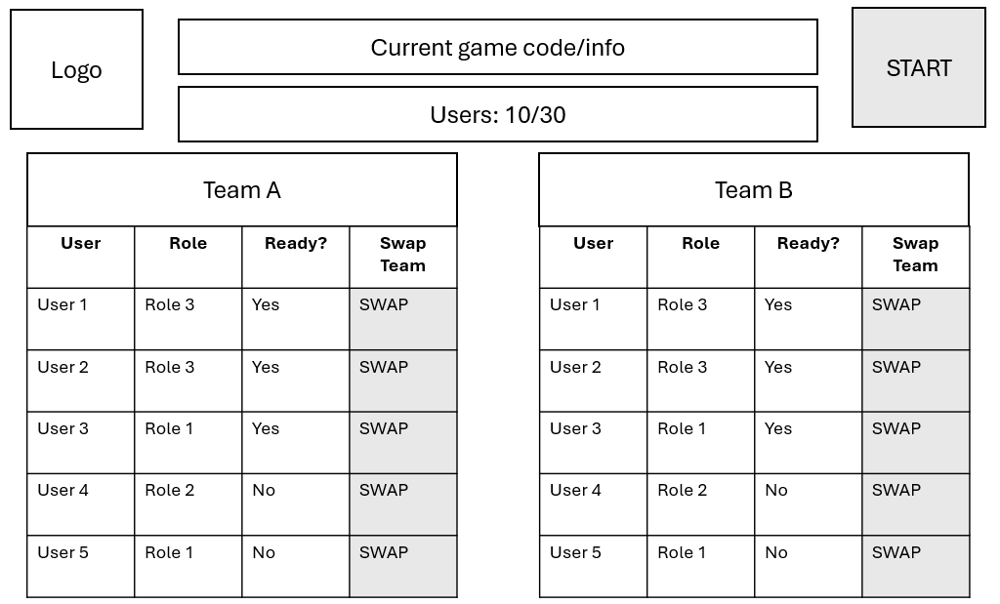 Logo
Current game code/info
START
Users: 10/30
Team A
User Role Ready? Swap Team
User 1 Role 3 Yes SWAP
User 2 Role 3 Yes SWAP
User 3 Role 1 Yes SWAP
User 4 Role 2 No SWAP
User 5 Role 1 No SWAP
Team B
User Role Ready? Swap Team
User 1 Role 3 Yes SWAP
User 2 Role 3 Yes SWAP
User 3 Role 1 Yes SWAP
User 4 Role 2 No SWAP
User 5 Role 1 No SWAP